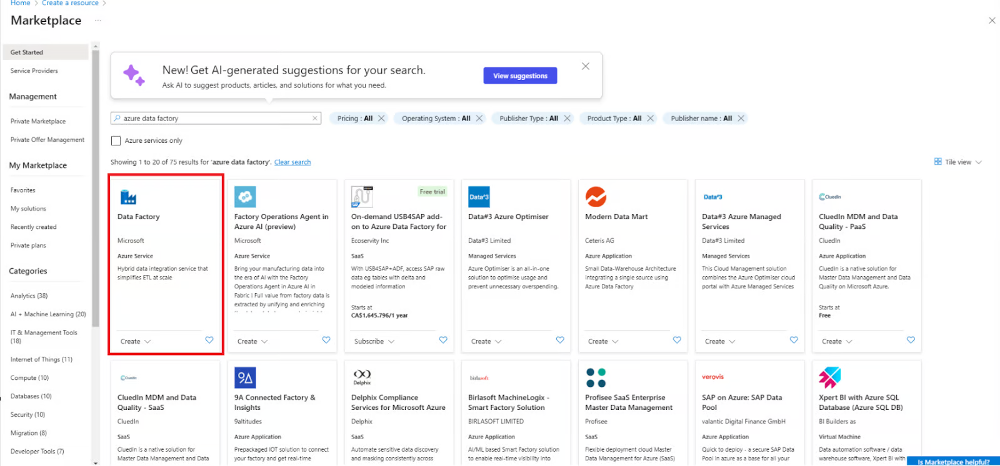 Home > Create a resource >
Marketplace ...
Get Started
Service Providers
Management
Private Marketplace
Private Offer Management
My Marketplace
Favorites
My solutions
Recently created
Private plans
Categories
Analytics (38)
AI + Machine Learning (20)
IT & Management Tools
(18)
Internet of Things (11)
Compute (10)
Databases (10)
Security (10)
Migration (8)
Developer Tools (7)
New! Get AI-generated suggestions for your search.
Ask AI to suggest products, articles, and solutions for what you need.
View suggestions
azure data factory
Pricing : All
Operating System : All
Publisher Type : All
Product Type : All
Publisher name : All
Azure services only
Showing 1 to 20 of 75 results for 'azure data factory'. Clear search
Tile view
Data Factory
Microsoft
Azure Service
Hybrid data integration service that
simplifies ETL at scale
Create
Factory Operations Agent in
Azure AI (preview)
Microsoft
Azure Service
Bring your manufacturing data into
the era of AI with the Factory
Operations Agent in Azure AI in
Fabric ! Full value from factory data is
extracted by unifying and enriching
Create
SAP
Free trial
On-demand USB4SAP add-
on to Azure Data Factory for
Ecoservity Inc
SaaS
With USB4SAP+ADF, access SAP raw
data eg tables with delta and
modeled information
Starts at
CA$1,645.796/1 year
Subscribe
Data#3
Data#3 Azure Optimiser
Data#3 Limited
Managed Services
Azure Optimiser is an all-in-one
solution to optimise usage and
prevent unnecessary overspending.
Create
Modern Data Mart
Ceteris AG
Azure Application
Small Data-Warehouse Architecture
integrating a single source using
Azure Data Factory
Create
Data#3
Data#3 Azure Managed
Services
Data#3 Limited
Managed Services
This Cloud Management solution
combines the Azure Optimiser cloud
portal with Azure Managed Services
Create
CluedIn
CluedIn MDM and Data
Quality - PaaS
CluedIn
Azure Application
CluedIn is a native solution for
Master Data Management and Data
Quality on Microsoft Azure.
Starts at
Free
Create
CluedIn
CluedIn MDM and Data
Quality - SaaS
CluedIn
SaaS
CluedIn is a native solution for
Master Data Management and Data
9A
9A Connected Factory &
Insights
9altitudes
Azure Application
Prepackaged IOT solution to connect
your factory and get real-time
Delphix
Delphix Compliance
Services for Microsoft Azure
Delphix
SaaS
Automate sensitive data discovery
and masking consistently across
birlasoft
Birlasoft MachineLogix -
Smart Factory Solution
BIRLASOFT LIMITED
Azure Application
AI/ML based Smart Factory solution
to enable real-time visibility into
Profisee SaaS Enterprise
Master Data Management
Profisee
SaaS
Flexible deployment cloud Master
Data Management for Azure (SaaS)
verovis
SAP on Azure: SAP Data
Pool
valantic Digital Finance GmbH
Azure Application
Quick to deploy - a secure SAP Data
Pool in azure as a base for all your
Xpert BI with Azure SQL
Database (Azure SQL DB)
BI Builders as
Virtual Machine
Data automation software / data
warehouse software, Xpert BI with
Is Marketplace helpful?